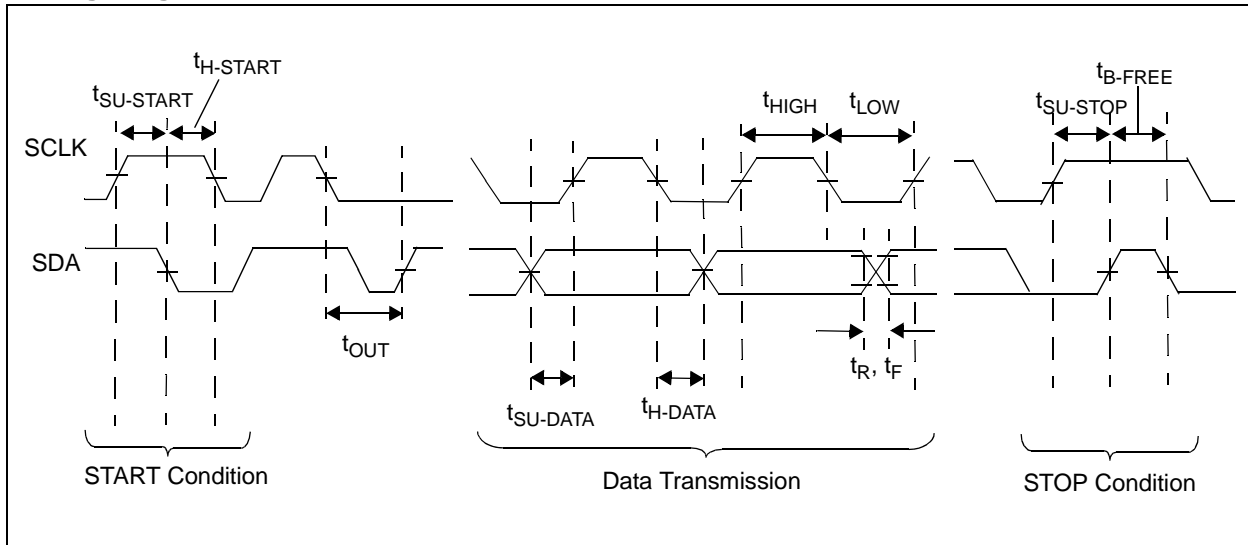 tH-START
tSU-START
SCLK
SDA
tOUT
tHIGH
tLOW
tSU-DATA
tH-DATA
tR, tF
tB-FREE
tSU-STOP
START Condition
Data Transmission
STOP Condition